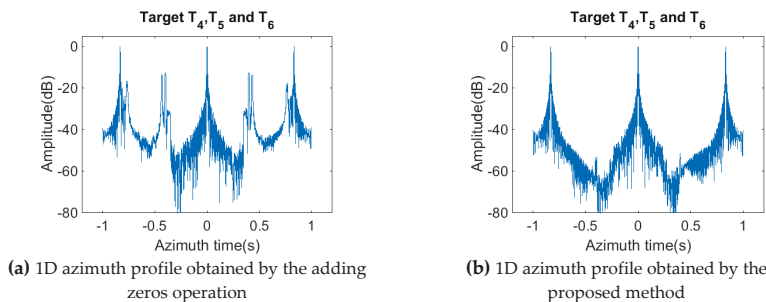 Target T4,T5 and T6
0
-20
-40
-60
-80
Amplitude(dB)
-1 -0.5 0 0.5 1
Azimuth time(s)
(a) 1D azimuth profile obtained by the adding
zeros operation
Target T4,T5 and T6
0
-20
-40
-60
-80
Amplitude(dB)
-1 -0.5 0 0.5 1
Azimuth time(s)
(b) 1D azimuth profile obtained by the
proposed method